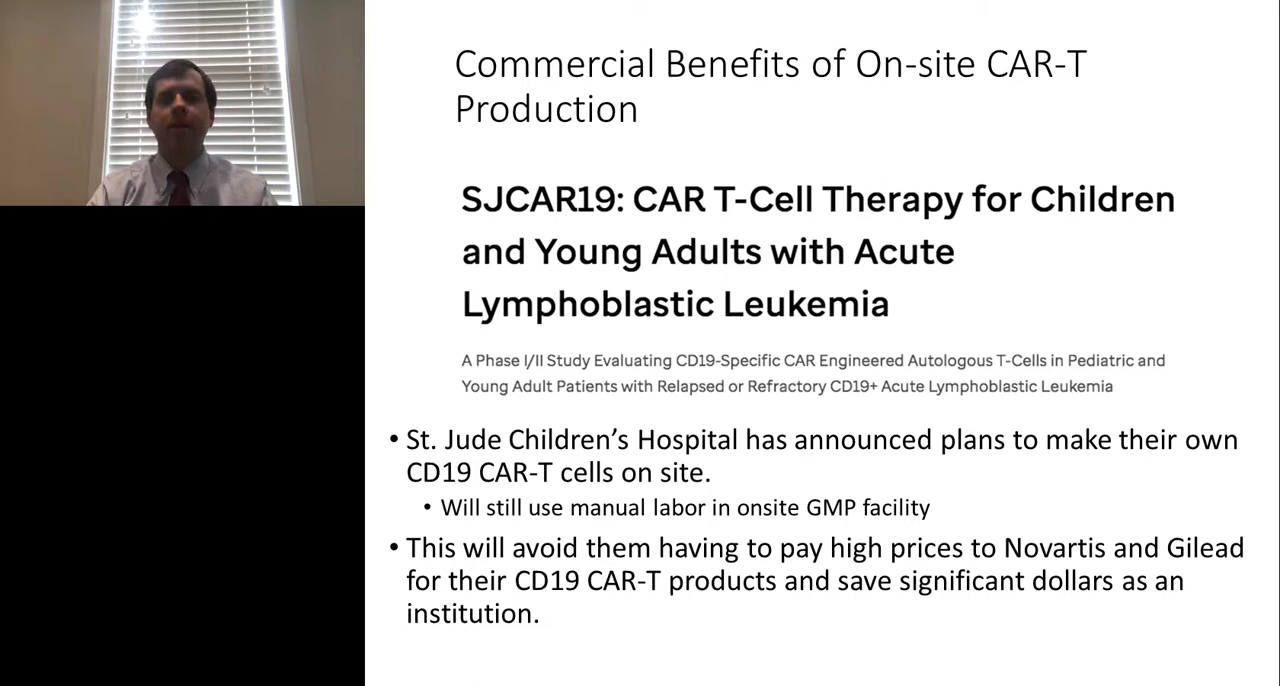 Commercial Benefits of On-site CAR-T
Production
SJCAR19: CAR T-Cell Therapy for Children
and Young Adults with Acute
Lymphoblastic Leukemia
A Phase I/II Study Evaluating CD19-Specific CAR Engineered Autologous T-Cells in Pediatric and
Young Adult Patients with Relapsed or Refractory CD19+ Acute Lymphoblastic Leukemia
• St. Jude Children’s Hospital has announced plans to make their own
CD19 CAR-T cells on site.
• Will still use manual labor in onsite GMP facility
• This will avoid them having to pay high prices to Novartis and Gilead
for their CD19 CAR-T products and save significant dollars as an
institution.